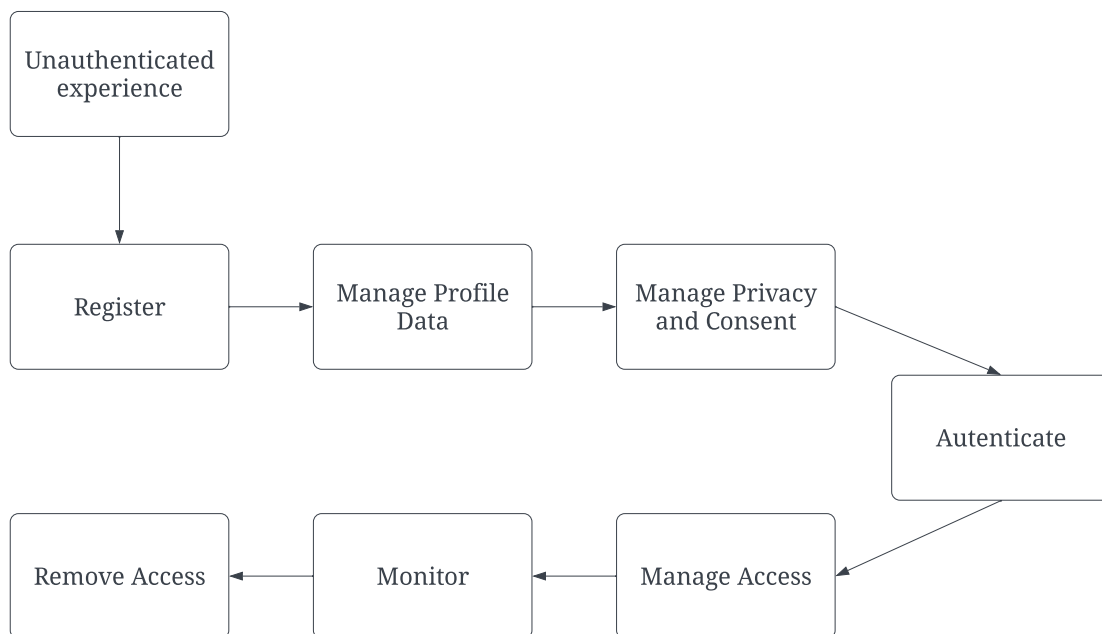 Unauthenticated
experience
Register
Manage Profile
Data
Manage Privacy
and Consent
Autenticate
Manage Access
Monitor
Remove Access